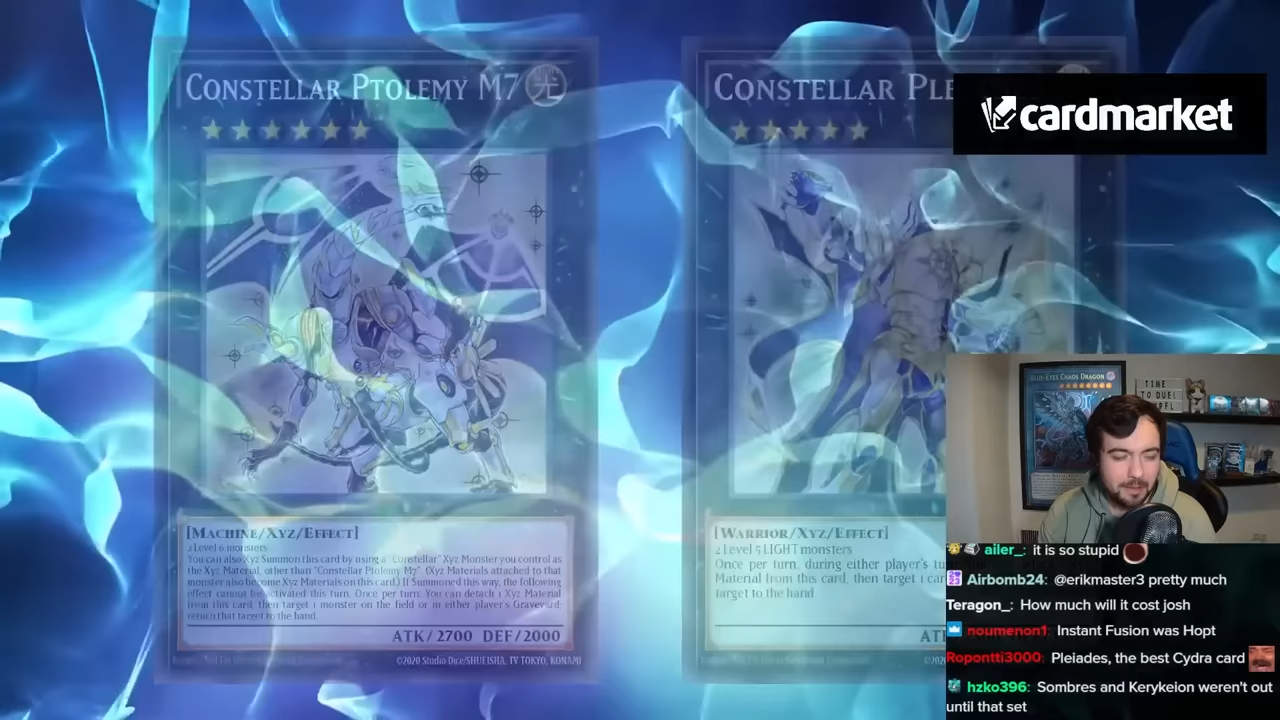 CONSTELLAR PTOLEMY M7
CONSTELLAR PLE
cardmarket
[MACHINE/XYZ/EFFECT]
2 Level 6 monsters
You can also Xyz Summon this card by using a "Constellar" Xyz Monster you control as
the Xyz Material, other than "Constellar Ptolemy M7". (Xyz Materials attached to that
monster also become Xyz Materials on this card.) If Summoned this way, the following
effect cannot be activated this turn. Once per turn: You can detach 1 Xyz Material
from this card, then target 1 monster on the field or in either player's Graveyard;
return that target to the hand.
ATK/2700 DEF/2000
©2020 Studio Dice/SHUEISHA, TV TOKYO, KONAMI
[WARRIOR/XYZ/EFFECT]
2 Level 5 LIGHT monsters
Once per turn, during either player's tu
Material from this card, then target 1 car
target to the hand
BLUE-EYES CHAOS DRAGON
TIME
TO DUEL
ailer_: it is so stupid
Airbomb24: @erikmaster3 pretty much
Teragon_: How much will it cost josh
noumenon1: Instant Fusion was Hopt
Ropontti3000: Pleiades, the best Cydra card
hzko396: Sombres and Kerykeion weren't out
until that set